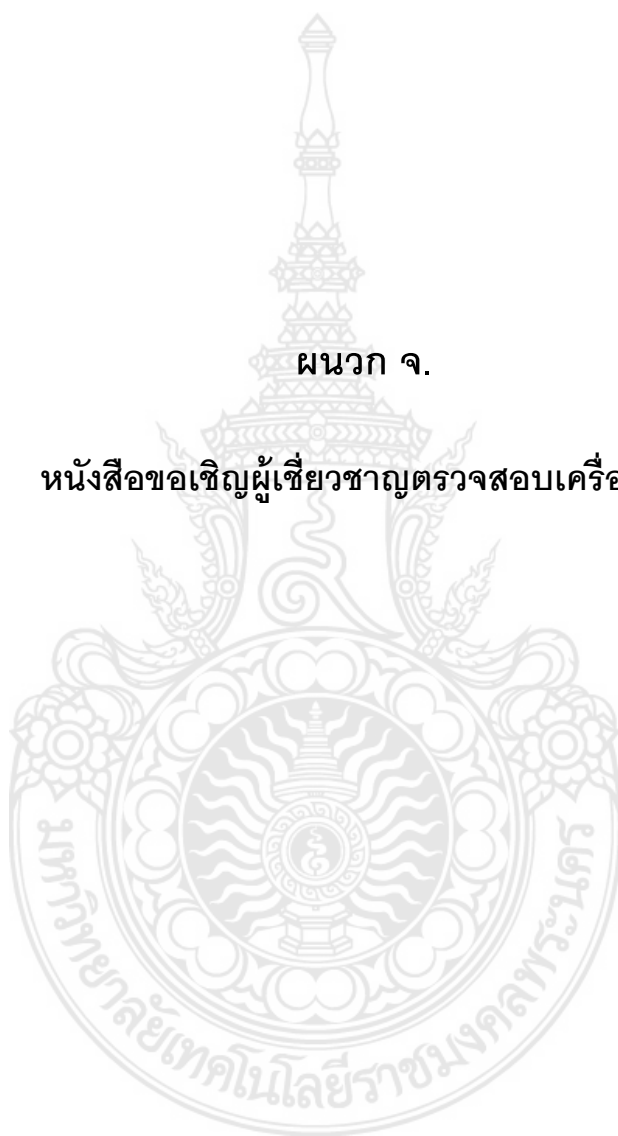 ผนวก จ.
หนังสือขอเชิญผู้เชี่ยวชาญตรวจสอบเครื่อ
มหาวิทยาลัยเทคโนโลยีราชมงคลพระนคร